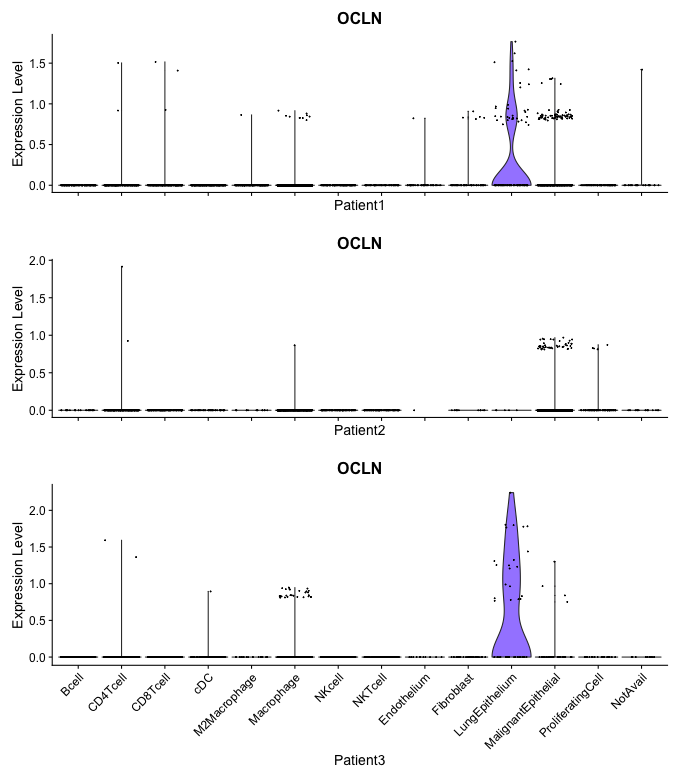 OCLN
Expression Level
1.5
1.0
0.5
0.0
Patient1
OCLN
Expression Level
2.0
1.5
1.0
0.5
0.0
Patient2
OCLN
Expression Level
2.0
1.5
1.0
0.5
0.0
Bcell
CD4Tcell
CD8Tcell
cDC
M2Macrophage
Macrophage
NKcell
NKTcell
Endothelium
Fibroblast
LungEpithelium
MalignantEpithelial
ProliferatingCell
NotAvail
Patient3